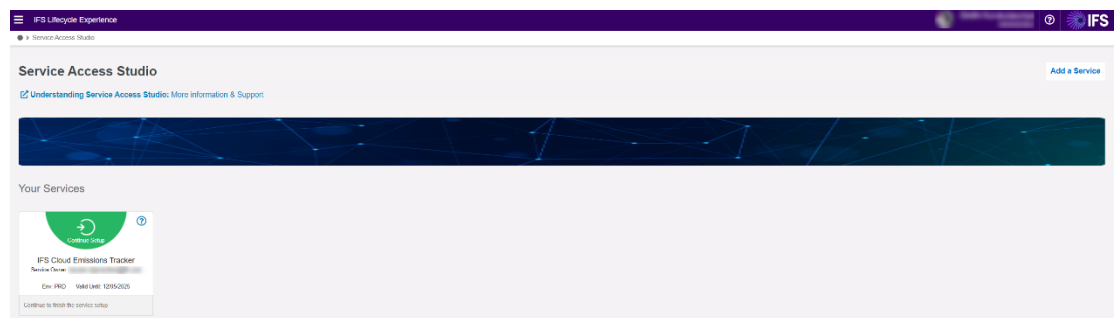 IFS Lifecycle Experience
IFS
Service Access Studio
Service Access Studio
Add a Service
Understanding Service Access Studio: More information & Support
Your Services
Continue Setup
IFS Cloud Emissions Tracker
Service Owner
Env: PRD Valid Until: 12/05/2025
Continue to finish the service setup